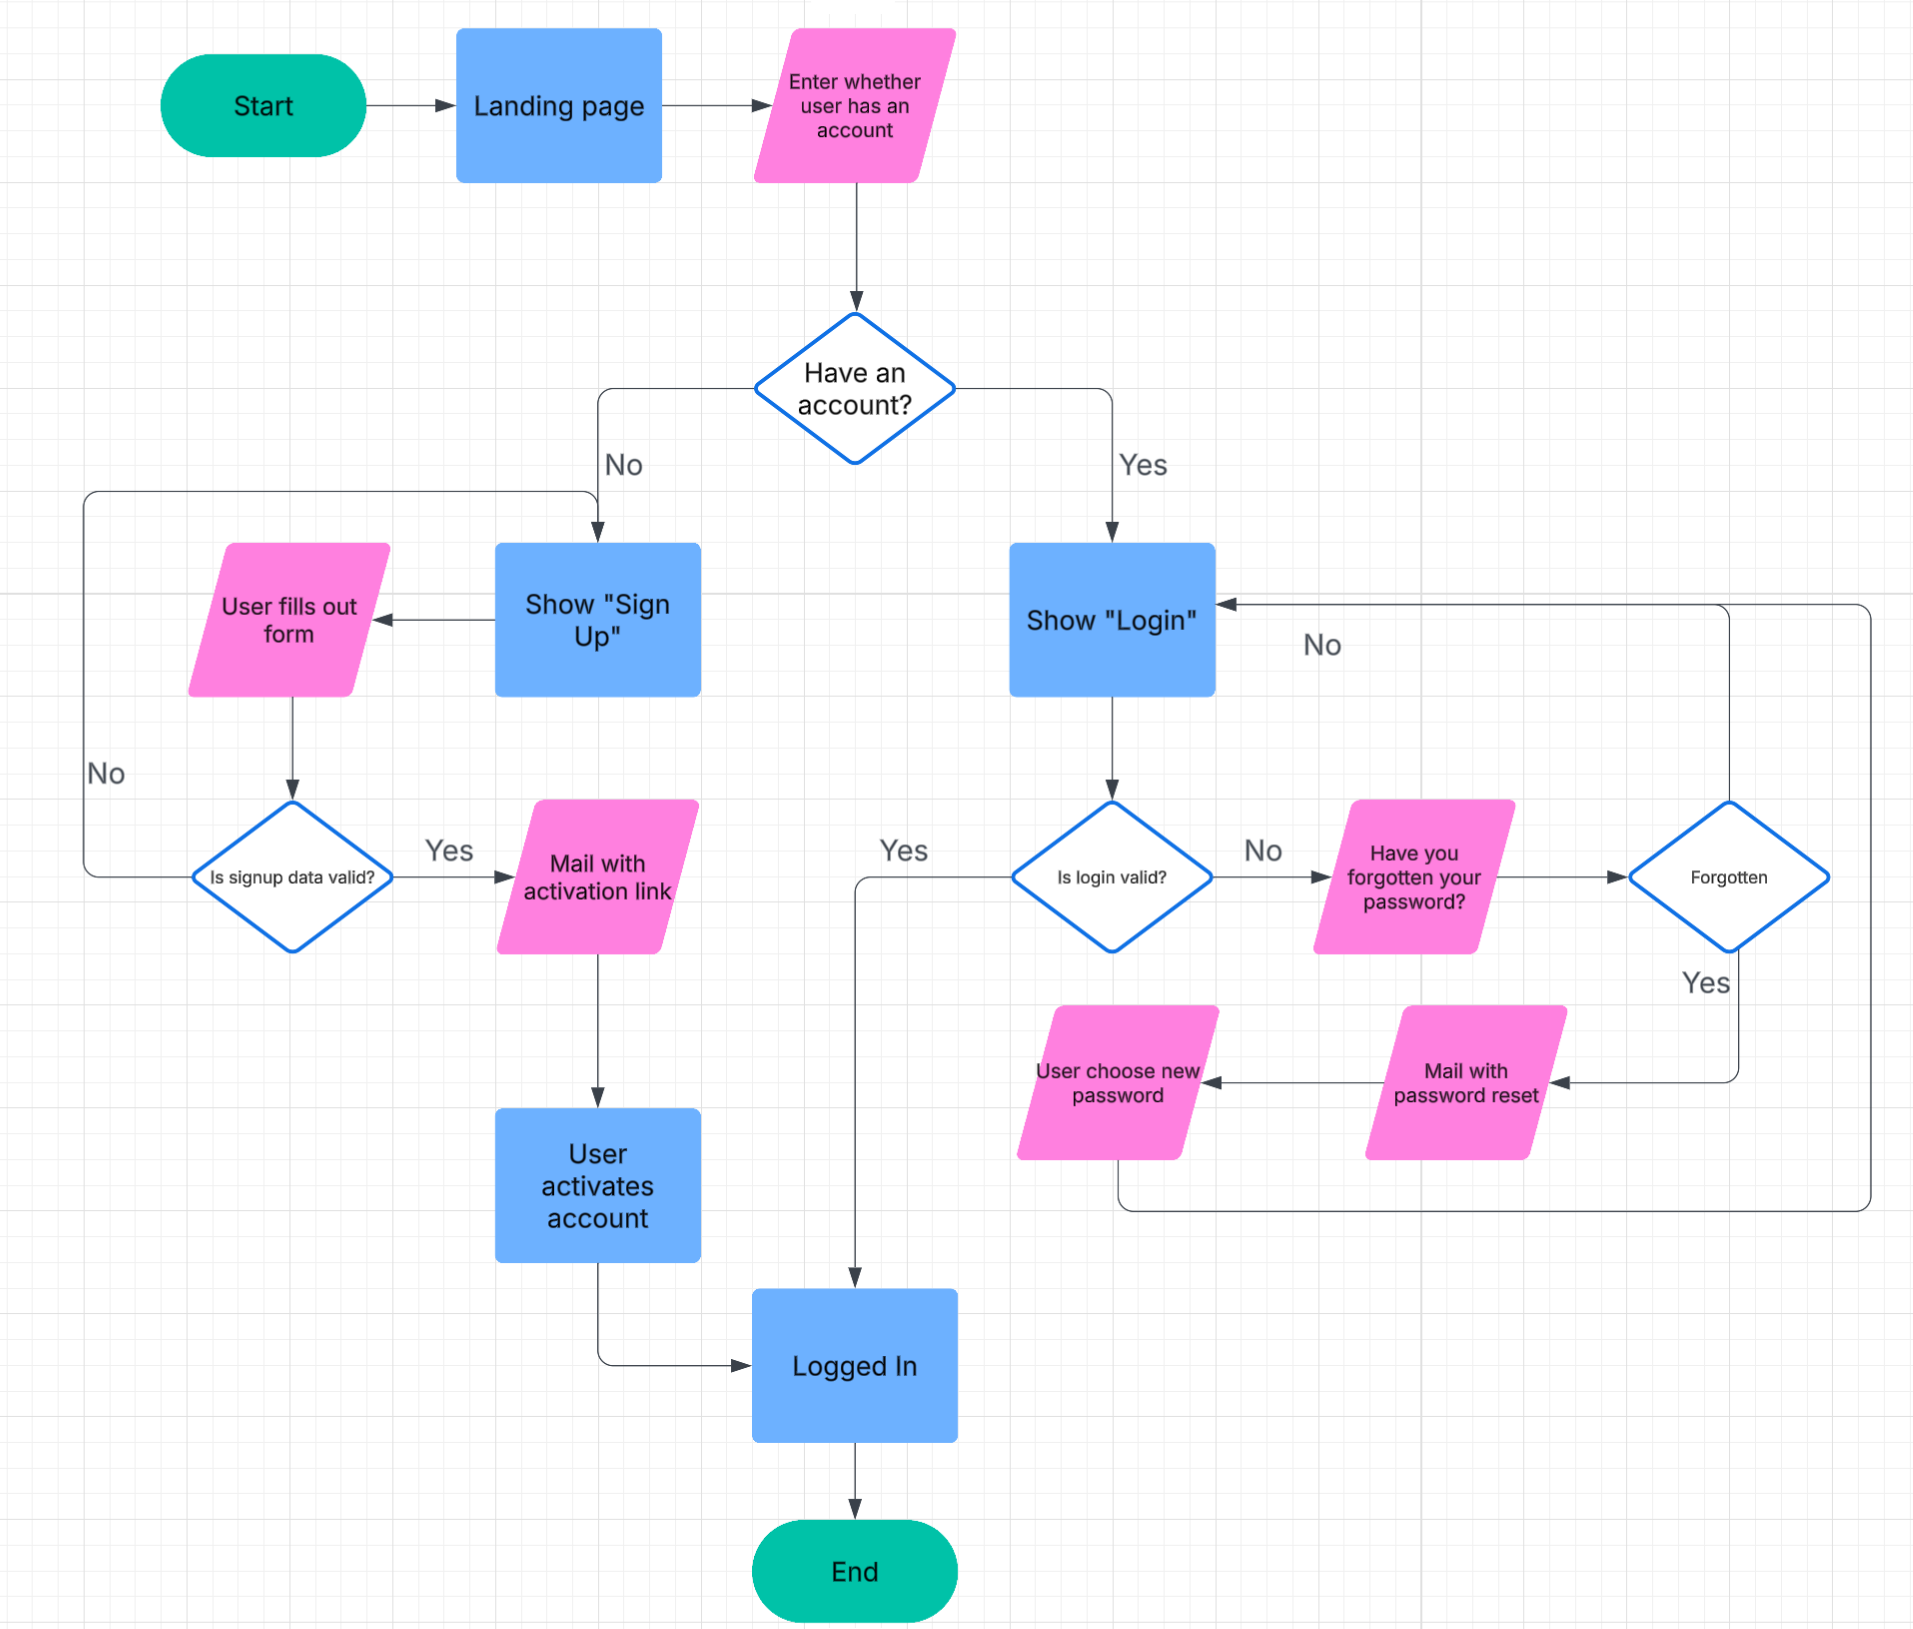 Start
Landing page
Enter whether
user has an
account
Have an
account?
No
Yes
User fills out
form
Show "Sign
Up"
Show "Login"
No
No
Is signup data valid?
Yes
Mail with
activation link
Yes
Is login valid?
No
Have you
forgotten your
password?
Forgotten
Yes
User choose new
password
Mail with
password reset
User
activates
account
Logged In
End